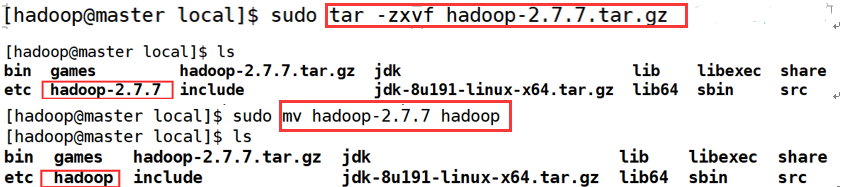 [hadoop@master local]$ sudo tar -zxvf hadoop-2.7.7.tar.gz
[hadoop@master local]$ ls
bin games hadoop-2.7.7.tar.gz jdk lib libexec share
etc hadoop-2.7.7 include jdk-8u191-linux-x64.tar.gz lib64 sbin src
[hadoop@master local]$ sudo mv hadoop-2.7.7 hadoop
[hadoop@master local]$ ls
bin games hadoop-2.7.7.tar.gz jdk lib libexec share
etc hadoop include jdk-8u191-linux-x64.tar.gz lib64 sbin src